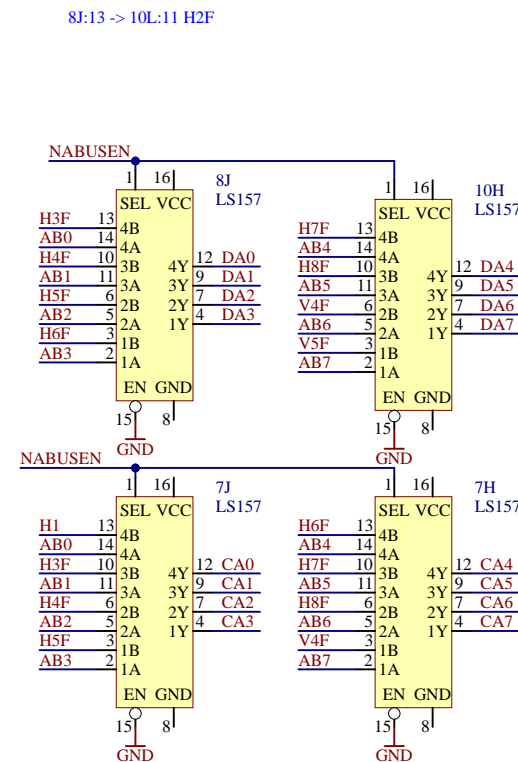 8J:13 -> 10L:11 H2F
NABUSEN
1 16
8J
LS157
SEL VCC
H3F 13 4B
AB0 14 4A
H4F 10 3B 4Y 12 DA0
AB1 11 3A 3Y 9 DA1
H5F 6 2B 2Y 7 DA2
AB2 5 2A 1Y 4 DA3
H6F 3 1B
AB3 2 1A
EN GND
15 8
GND
1 16
10H
LS157
SEL VCC
H7F 13 4B
AB4 14 4A
H8F 10 3B 4Y 12 DA4
AB5 11 3A 3Y 9 DA5
V4F 6 2B 2Y 7 DA6
AB6 5 2A 1Y 4 DA7
V5F 3 1B
AB7 2 1A
EN GND
15 8
GND
NABUSEN
1 16
7J
LS157
SEL VCC
H1 13 4B
AB0 14 4A
H3F 10 3B 4Y 12 CA0
AB1 11 3A 3Y 9 CA1
H4F 6 2B 2Y 7 CA2
AB2 5 2A 1Y 4 CA3
H5F 3 1B
AB3 2 1A
EN GND
15 8
GND
1 16
7H
LS157
SEL VCC
H6F 13 4B
AB4 14 4A
H7F 10 3B 4Y 12 CA4
AB5 11 3A 3Y 9 CA5
H8F 6 2B 2Y 7 CA6
AB6 5 2A 1Y 4 CA7
V4F 3 1B
AB7 2 1A
EN GND
15 8
GND